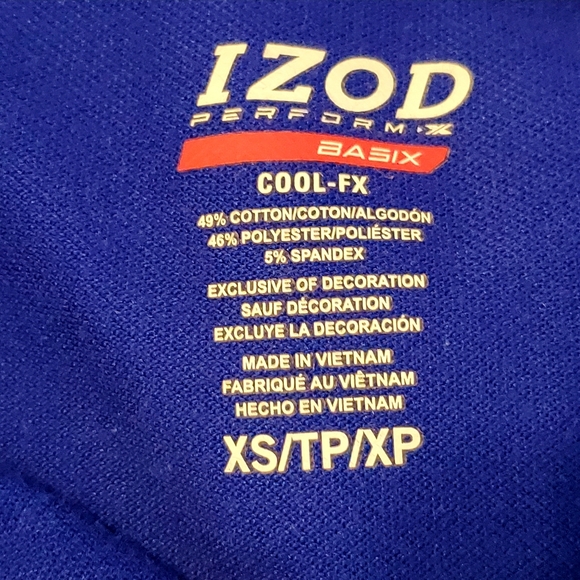 IZOD
PERFORM X
BASIX
COOL-FX
49% COTTON/COTON/ALGODÓN
46% POLYESTER/POLIÉSTER
5% SPANDEX
EXCLUSIVE OF DECORATION
SAUF DÉCORATION
EXCLUYE LA DECORACIÓN
MADE IN VIETNAM
FABRIQUÉ AU VIÊTNAM
HECHO EN VIETNAM
XS/TP/XP